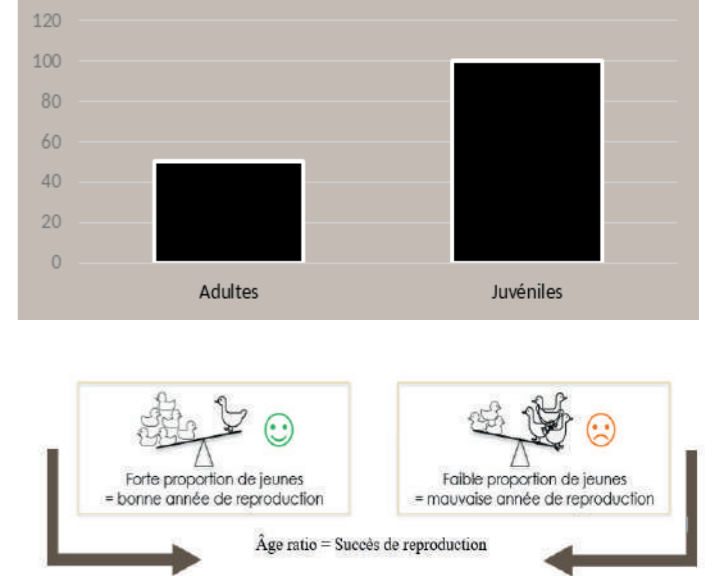 120
100
80
60
40
20
0
Adultes Juvéniles
Forte proportion de jeunes
= bonne année de reproduction
Faible proportion de jeunes
= mauvaise année de reproduction
Âge ratio = Succès de reproduction